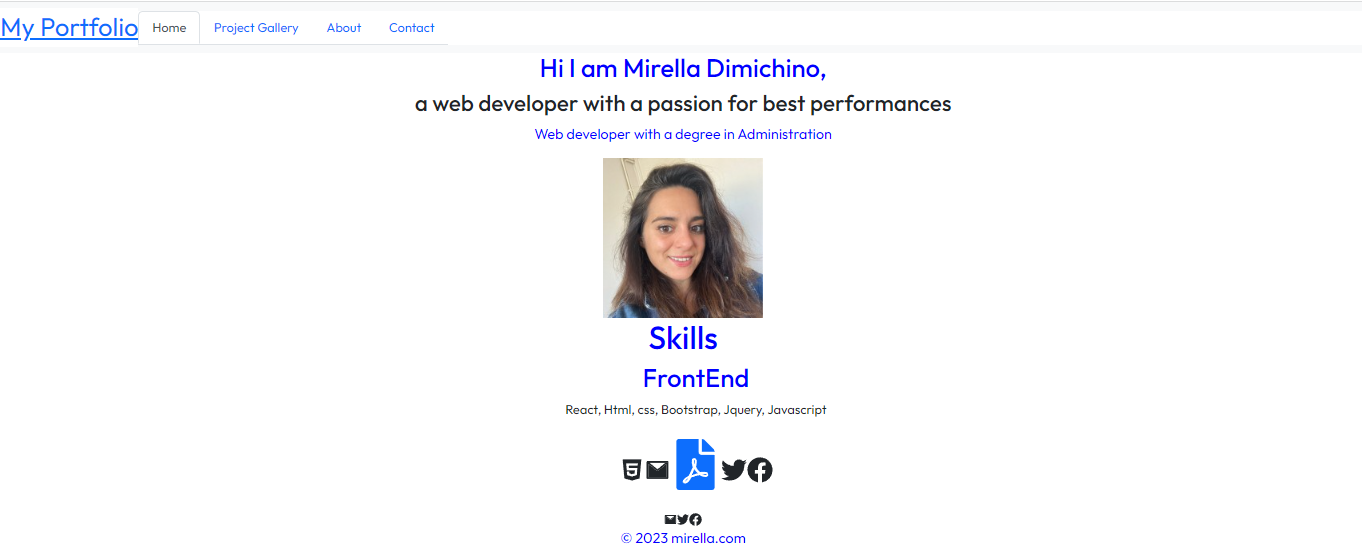 My Portfolio Home Project Gallery About Contact
Hi I am Mirella Dimichino,
a web developer with a passion for best performances
Web developer with a degree in Administration
Skills
FrontEnd
React, Html, css, Bootstrap, Jquery, Javascript
© 2023 mirella.com